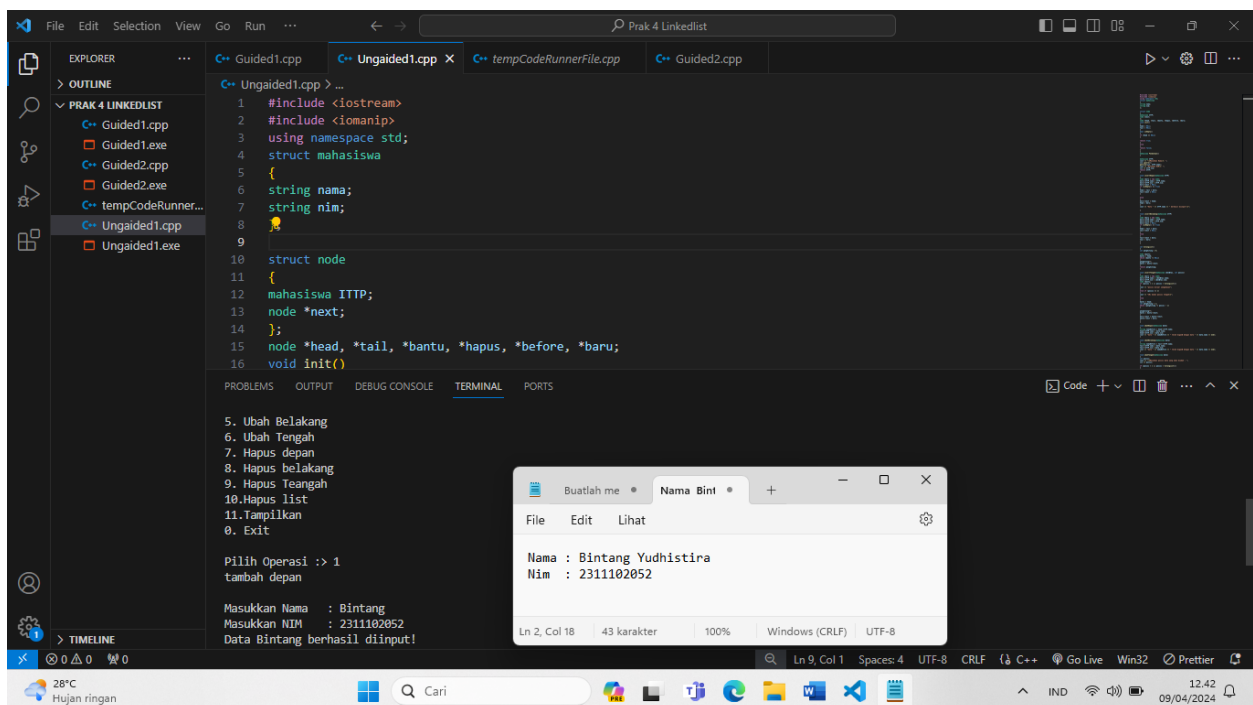 File Edit Selection View Go Run ... Prak 4 Linkedlist
EXPLORER ...
OUTLINE
PRAK 4 LINKEDLIST
Guided1.cpp
Guided1.exe
Guided2.cpp
Guided2.exe
tempCodeRunner...
Ungaided1.cpp
Ungaided1.exe
TIMELINE
Guided1.cpp Ungaided1.cpp tempCodeRunnerFile.cpp Guided2.cpp
Ungaided1.cpp > ...
1 #include <iostream>
2 #include <iomanip>
3 using namespace std;
4 struct mahasiswa
5 {
6 string nama;
7 string nim;
8 };
9
10 struct node
11 {
12 mahasiswa ITTP;
13 node *next;
14 };
15 node *head, *tail, *bantu, *hapus, *before, *baru;
16 void init()
PROBLEMS OUTPUT DEBUG CONSOLE TERMINAL PORTS Code
5. Ubah Belakang
6. Ubah Tengah
7. Hapus depan
8. Hapus belakang
9. Hapus Teangah
10.Hapus list
11.Tampilkan
0. Exit
Pilih Operasi :> 1
tambah depan
Masukkan Nama : Bintang
Masukkan NIM : 2311102052
Data Bintang berhasil diinput!
Buatlah me Nama Bint
File Edit Lihat
Nama : Bintang Yudhistira
Nim : 2311102052
Ln 2, Col 18 43 karakter 100% Windows (CRLF) UTF-8
0 0 0 Ln 9, Col 1 Spaces: 4 UTF-8 CRLF C++ Go Live Win32 Prettier
28°C
Hujan ringan
Cari
PRE
IND
12.42
09/04/2024